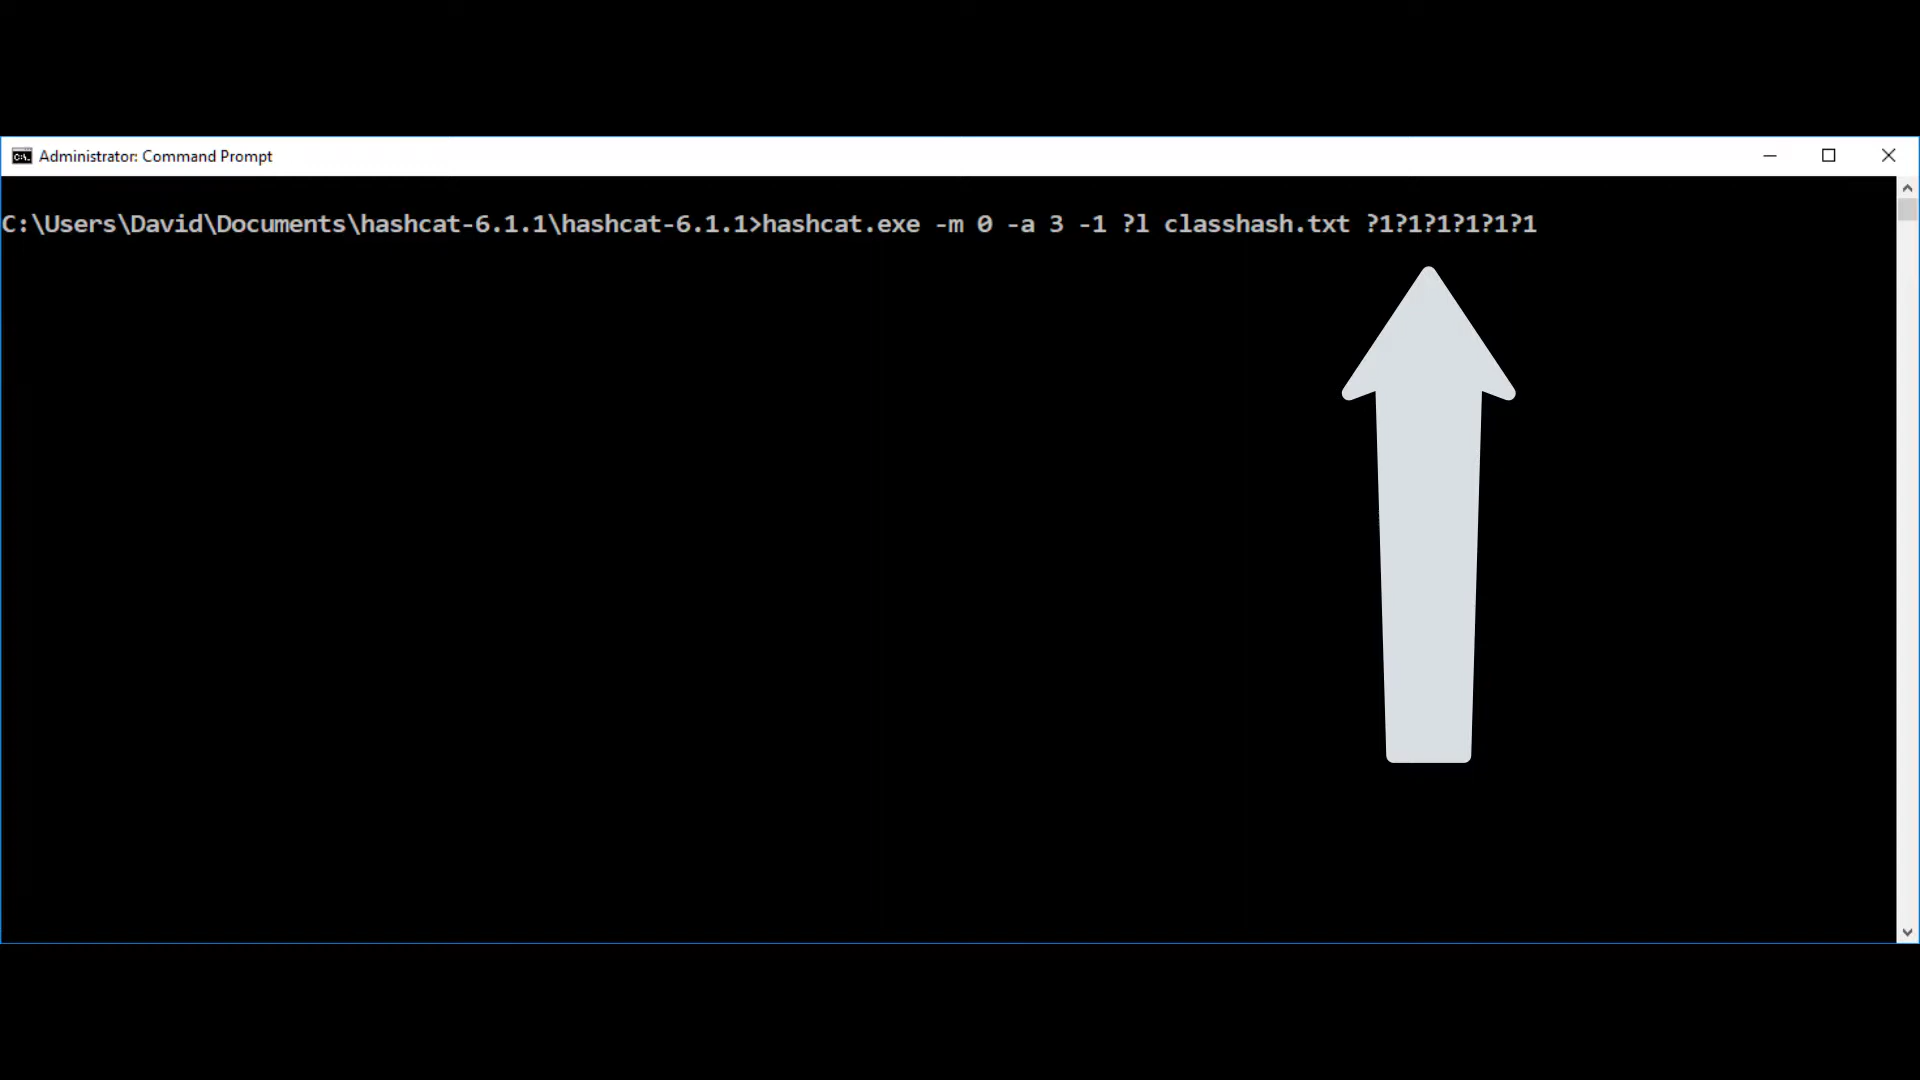 Administrator: Command Prompt
C:\Users\David\Documents\hashcat-6.1.1\hashcat-6.1.1>hashcat.exe -m 0 -a 3 -1 ?l classhash.txt ?1?1?1?1?1?1